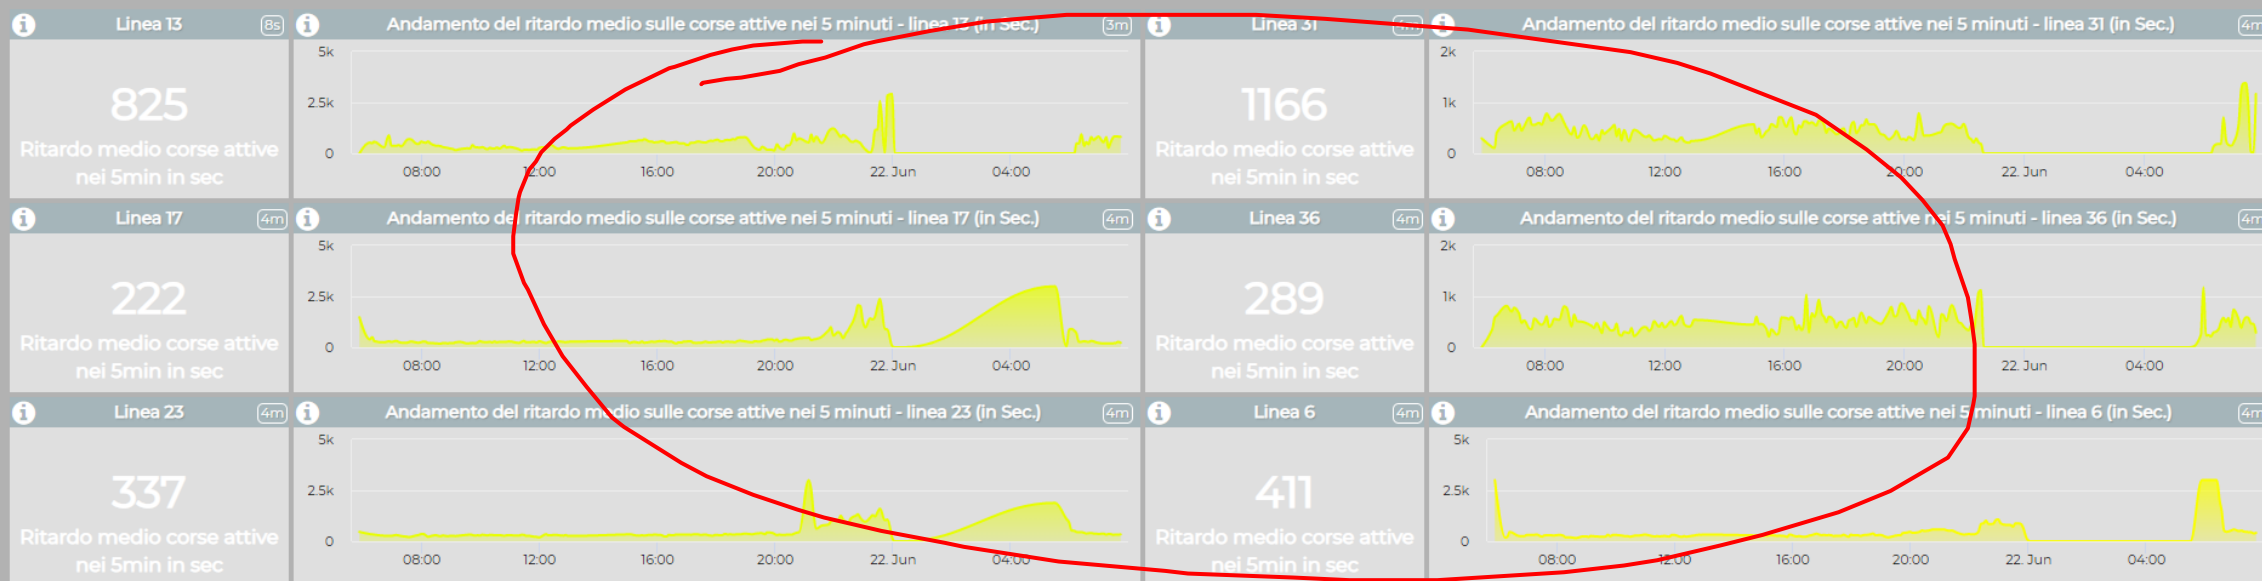 Linea 13 8s
Andamento del ritardo medio sulle corse attive nei 5 minuti - linea 13 (in Sec.) 3m
Linea 31 4m
Andamento del ritardo medio sulle corse attive nei 5 minuti - linea 31 (in Sec.) 4m
825
Ritardo medio corse attive
nei 5min in sec
5k
2.5k
0
08:00 12:00 16:00 20:00 22. Jun 04:00
1166
Ritardo medio corse attive
nei 5min in sec
2k
1k
0
08:00 12:00 16:00 20:00 22. Jun 04:00
Linea 17 4m
Andamento del ritardo medio sulle corse attive nei 5 minuti - linea 17 (in Sec.) 4m
Linea 36 4m
Andamento del ritardo medio sulle corse attive nei 5 minuti - linea 36 (in Sec.) 4m
222
Ritardo medio corse attive
nei 5min in sec
5k
2.5k
0
08:00 12:00 16:00 20:00 22. Jun 04:00
289
Ritardo medio corse attive
nei 5min in sec
2k
1k
0
08:00 12:00 16:00 20:00 22. Jun 04:00
Linea 23 4m
Andamento del ritardo medio sulle corse attive nei 5 minuti - linea 23 (in Sec.) 4m
Linea 6 4m
Andamento del ritardo medio sulle corse attive nei 5 minuti - linea 6 (in Sec.) 4m
337
Ritardo medio corse attive
nei 5min in sec
5k
2.5k
0
08:00 12:00 16:00 20:00 22. Jun 04:00
411
Ritardo medio corse attive
nei 5min in sec
5k
2.5k
0
08:00 12:00 16:00 20:00 22. Jun 04:00